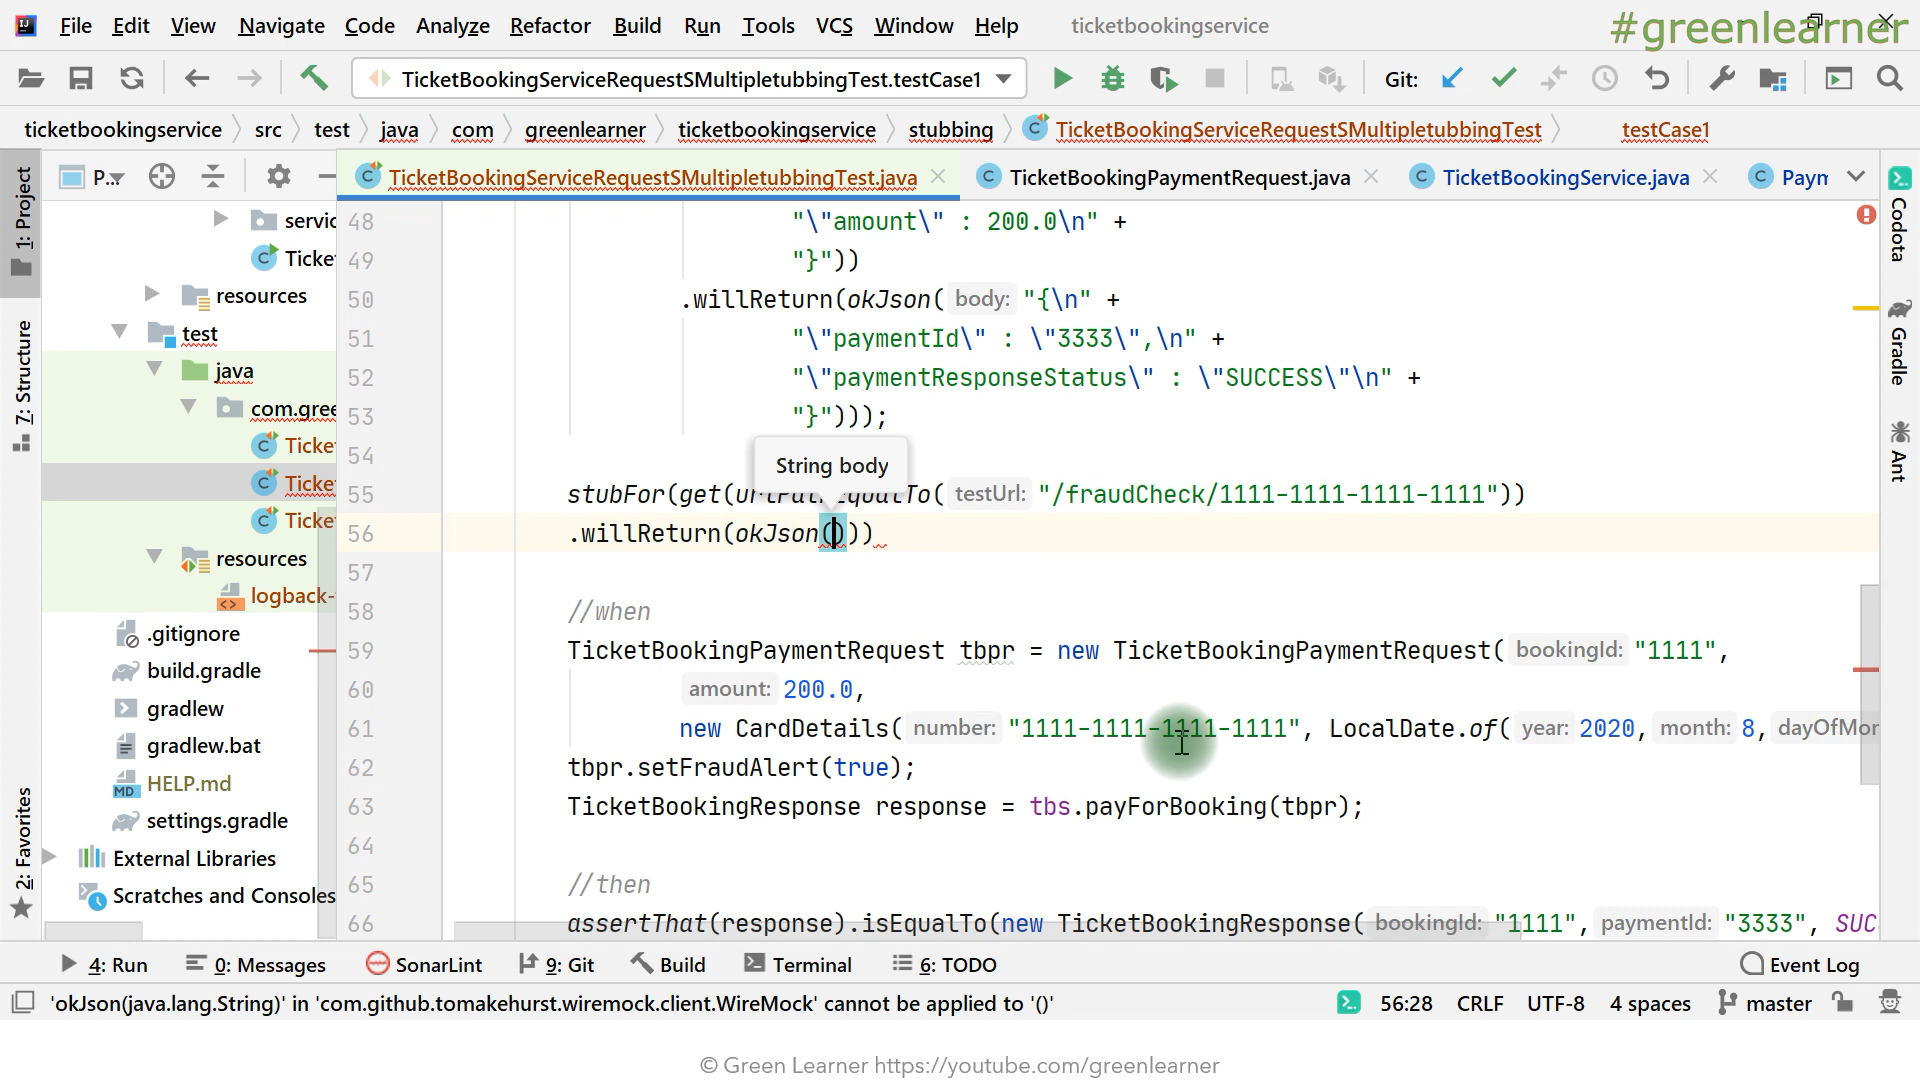 File Edit View Navigate Code Analyze Refactor Build Run Tools VCS Window Help ticketbookingservice #greenlearner
TicketBookingServiceRequestSMultipletubbingTest.testCase1 Git:
ticketbookingservice src test java com greenlearner ticketbookingservice stubbing TicketBookingServiceRequestSMultipletubbingTest testCase1
P... TicketBookingServiceRequestSMultipletubbingTest.java TicketBookingPaymentRequest.java TicketBookingService.java Paym
1: Project
7: Structure
2: Favorites
servic
Ticke
resources
test
java
com.gree
Ticke
Ticke
Ticke
resources
logback-
.gitignore
build.gradle
gradlew
gradlew.bat
HELP.md
settings.gradle
External Libraries
Scratches and Consoles
48 "\"amount\" : 200.0\n" +
49 "}"))
50 .willReturn(okJson( body: "{\n" +
51 "\"paymentId\" : \"3333\",\n" +
52 "\"paymentResponseStatus\" : \"SUCCESS\"\n" +
53 "}")));
54
String body
55 stubFor(get(urlPathEqualTo( testUrl: "/fraudCheck/1111-1111-1111-1111"))
56 .willReturn(okJson()))
57
58 //when
59 TicketBookingPaymentRequest tbpr = new TicketBookingPaymentRequest( bookingId: "1111",
60 amount: 200.0,
61 new CardDetails( number: "1111-1111-1111-1111", LocalDate.of( year: 2020, month: 8, dayOfMor
62 tbpr.setFraudAlert(true);
63 TicketBookingResponse response = tbs.payForBooking(tbpr);
64
65 //then
66 assertThat(response).isEqualTo(new TicketBookingResponse( bookingId: "1111", paymentId: "3333", SUC
Codota
Gradle
Ant
4: Run 0: Messages SonarLint 9: Git Build Terminal 6: TODO Event Log
'okJson(java.lang.String)' in 'com.github.tomakehurst.wiremock.client.WireMock' cannot be applied to '()' 56:28 CRLF UTF-8 4 spaces master
© Green Learner https://youtube.com/greenlearner